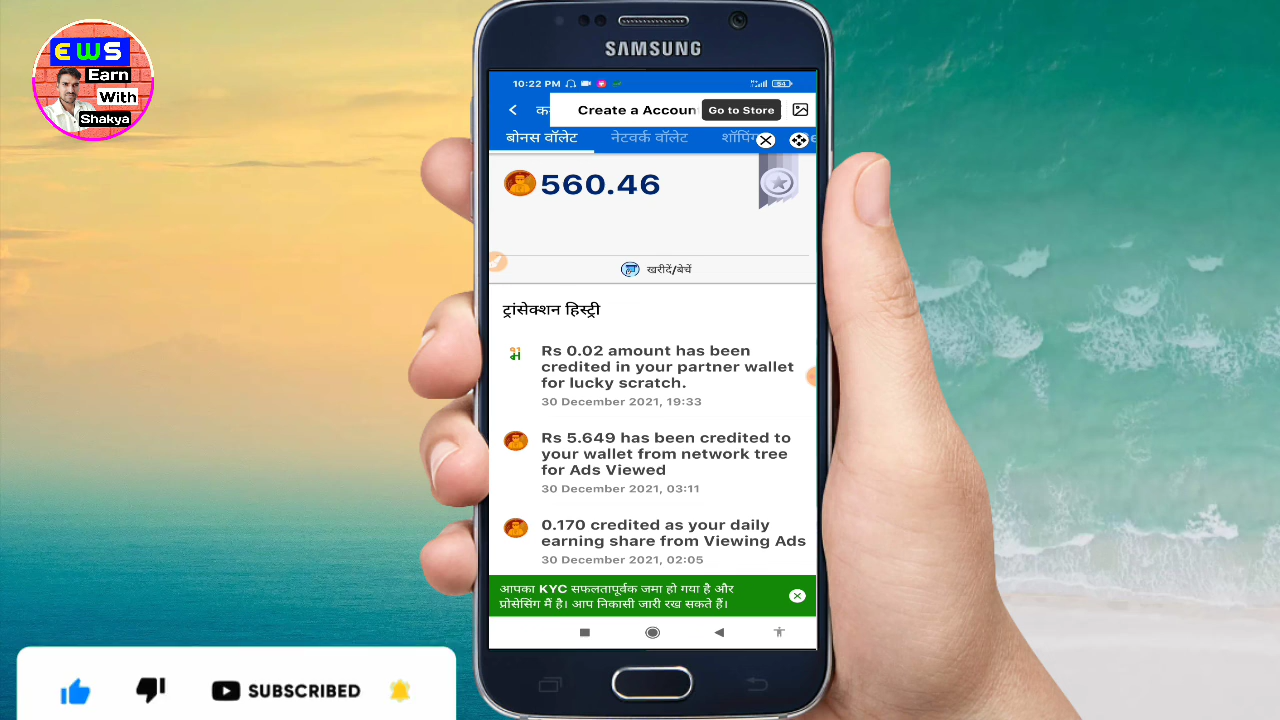 EWS
Earn
With
Shakya
SAMSUNG
10:22 PM
54
Create a Accoun
Go to Store
बोनस वॉलेट
नेटवर्क वॉलेट
560.46
खरीदें/बेचें
ट्रांसेक्शन हिस्ट्री
Rs 0.02 amount has been
credited in your partner wallet
for lucky scratch.
30 December 2021, 19:33
Rs 5.649 has been credited to
your wallet from network tree
for Ads Viewed
30 December 2021, 03:11
0.170 credited as your daily
earning share from Viewing Ads
30 December 2021, 02:05
आपका KYC सफलतापूर्वक जमा हो गया है और
प्रोसेसिंग मैं है। आप निकासी जारी रख सकते हैं।
SUBSCRIBED